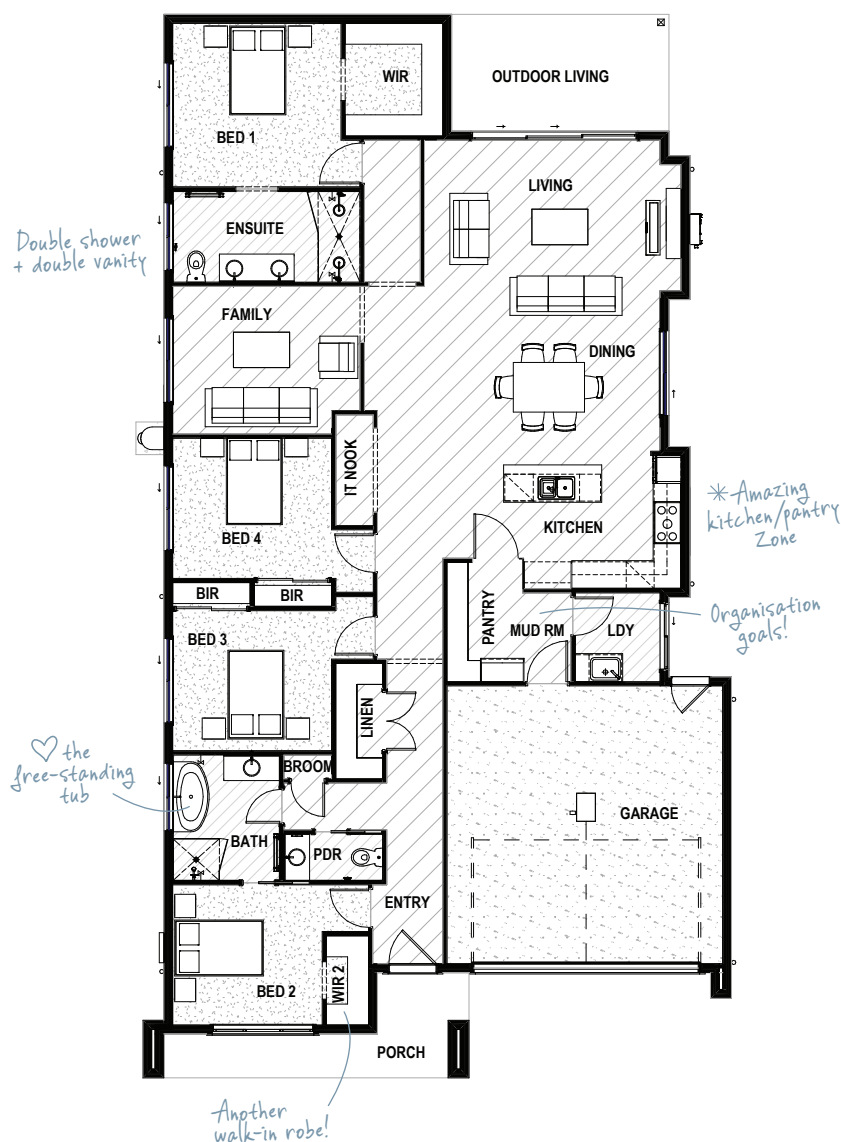 WIR
OUTDOOR LIVING
BED 1
LIVING
ENSUITE
Double shower
+ double vanity
FAMILY
DINING
IT NOOK
KITCHEN
* Amazing
kitchen/pantry
Zone
BED 4
BIR
BIR
PANTRY
MUD RM
LDY
Organisation
goals!
BED 3
LINEN
♡ the
free-standing
tub
BROOM
GARAGE
BATH
PDR
ENTRY
BED 2
WIR 2
PORCH
Another
walk-in robe!